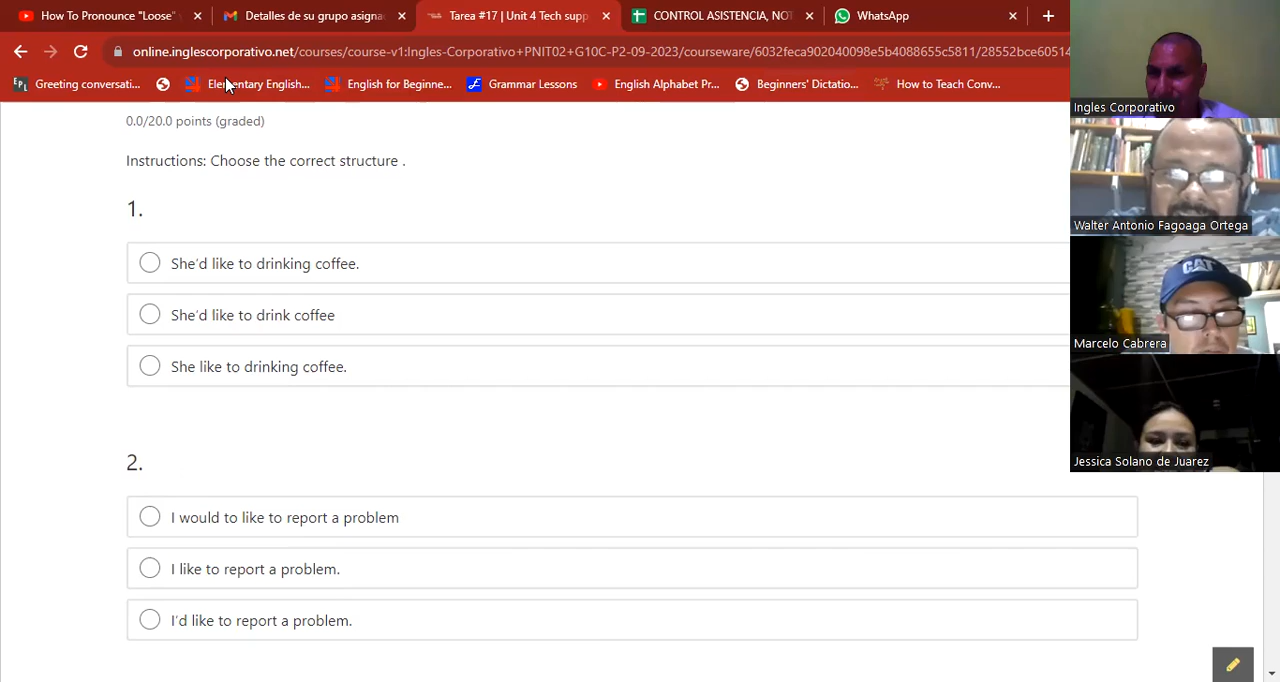 How To Pronounce "Loose"
Detalles de su grupo asigna
Tarea #17 | Unit 4 Tech supp
CONTROL ASISTENCIA, NOT
WhatsApp
online.inglescorporativo.net/courses/course-v1:Ingles-Corporativo+PNIT02+G10C-P2-09-2023/courseware/6032feca902040098e5b4088655c5811/28552bce60514
Greeting conversati...
Elementary English...
English for Beginne...
Grammar Lessons
English Alphabet Pr...
Beginners' Dictatio...
How to Teach Conv...
0.0/20.0 points (graded)
Instructions: Choose the correct structure .
1.
She'd like to drinking coffee.
She'd like to drink coffee
She like to drinking coffee.
2.
I would to like to report a problem
I like to report a problem.
I'd like to report a problem.
Ingles Corporativo
Walter Antonio Fagoaga Ortega
CAT
Marcelo Cabrera
Jessica Solano de Juarez